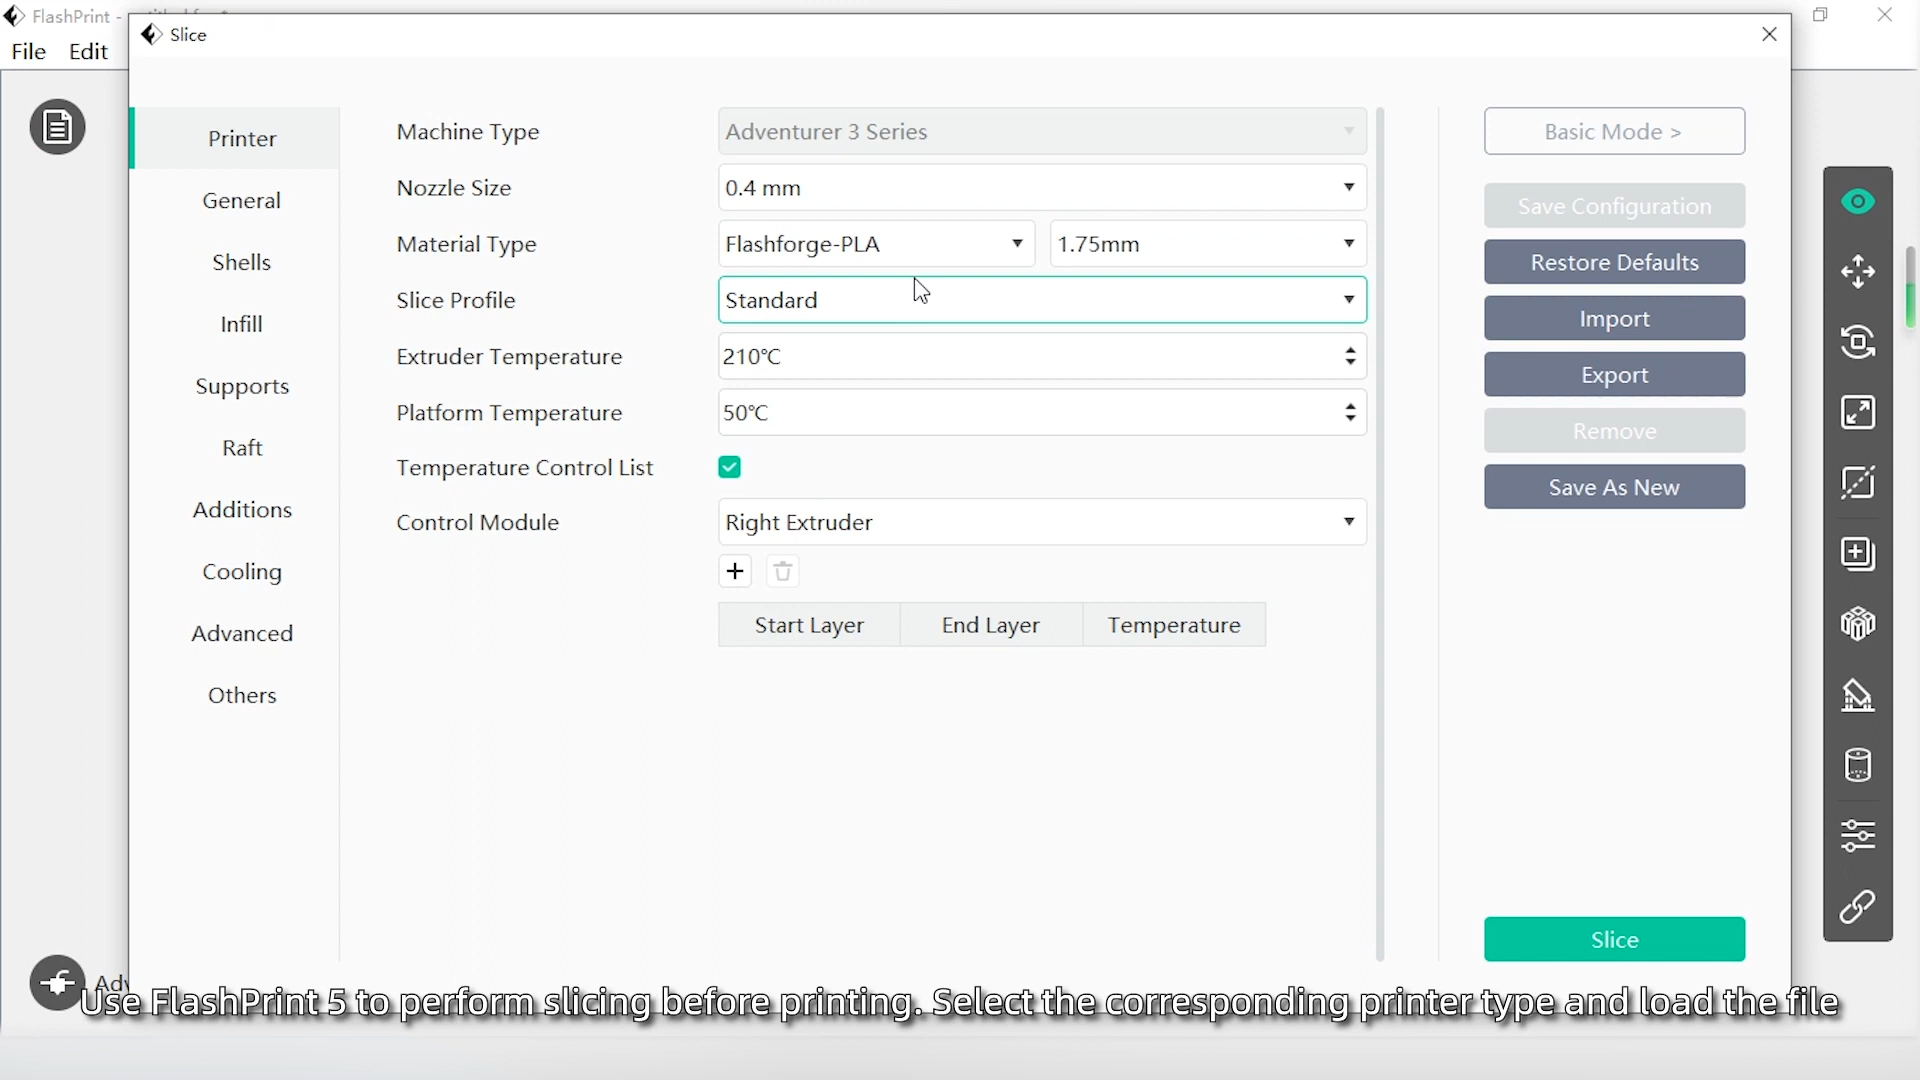 FlashPrint -
Slice
File Edit
Printer
General
Shells
Infill
Supports
Raft
Additions
Cooling
Advanced
Others
Machine Type Adventurer 3 Series
Nozzle Size 0.4 mm
Material Type Flashforge-PLA 1.75mm
Slice Profile Standard
Extruder Temperature 210℃
Platform Temperature 50℃
Temperature Control List
Control Module Right Extruder
Start Layer End Layer Temperature
Basic Mode >
Save Configuration
Restore Defaults
Import
Export
Remove
Save As New
Slice
Adv
Use FlashPrint 5 to perform slicing before printing. Select the corresponding printer type and load the file